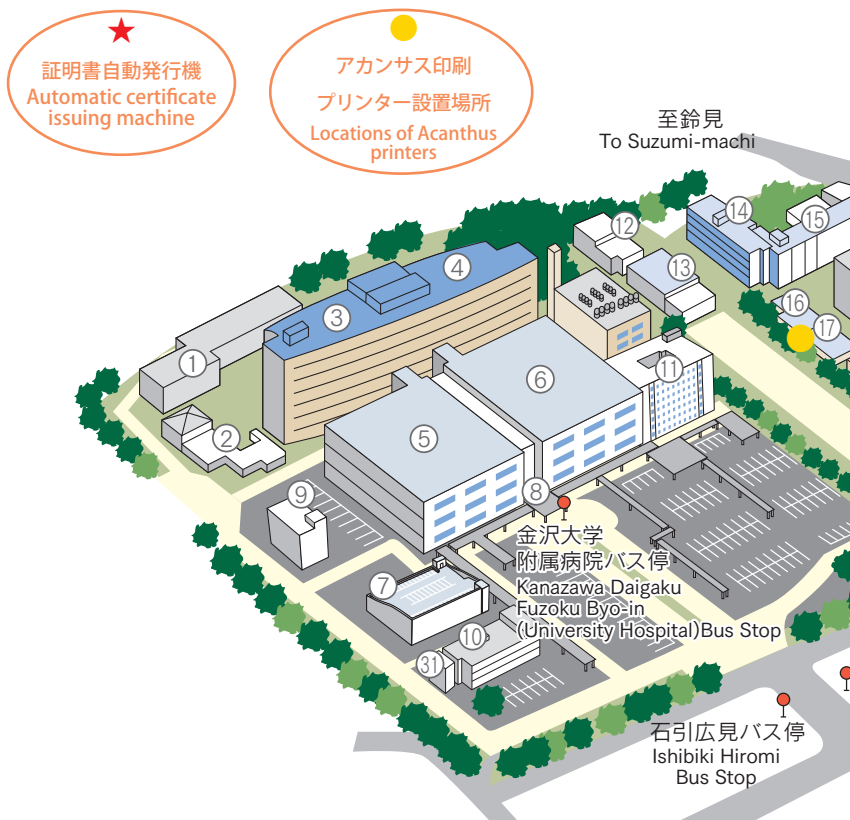 証明書自動発行機
Automatic certificate
issuing machine
アカンサス印刷
プリンター設置場所
Locations of Acanthus
printers
至鈴見
To Suzumi-machi
⑫
⑭
⑮
④
⑬
③
⑯
⑰
①
⑥
⑪
②
⑤
⑨
⑧
金沢大学
附属病院バス停
Kanazawa Daigaku
Fuzoku Byo-in
(University Hospital)Bus Stop
⑦
⑩
㉛
石引広見バス停
Ishibiki Hiromi
Bus Stop